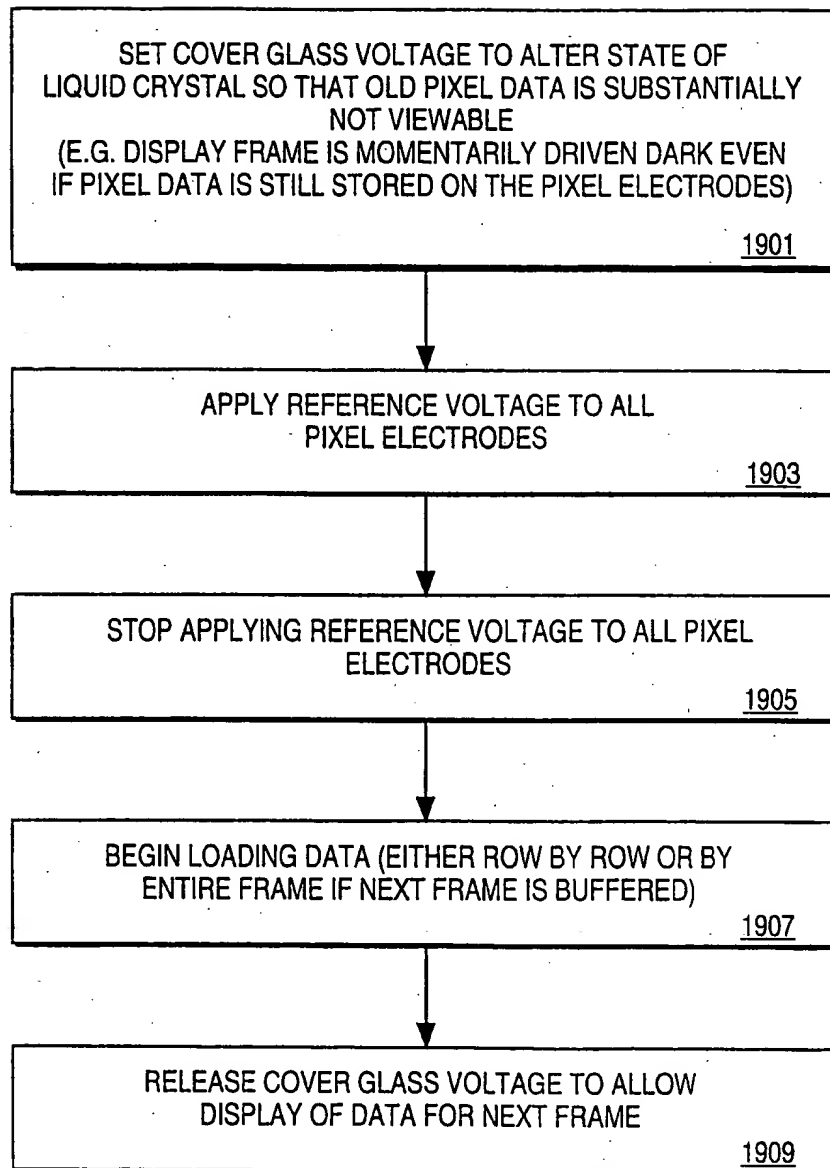 SET COVER GLASS VOLTAGE TO ALTER STATE OF
LIQUID CRYSTAL SO THAT OLD PIXEL DATA IS SUBSTANTIALLY
NOT VIEWABLE
(E.G. DISPLAY FRAME IS MOMENTARILY DRIVEN DARK EVEN
IF PIXEL DATA IS STILL STORED ON THE PIXEL ELECTRODES)
1901
APPLY REFERENCE VOLTAGE TO ALL
PIXEL ELECTRODES
1903
STOP APPLYING REFERENCE VOLTAGE TO ALL PIXEL
ELECTRODES
1905
BEGIN LOADING DATA (EITHER ROW BY ROW OR BY
ENTIRE FRAME IF NEXT FRAME IS BUFFERED)
1907
RELEASE COVER GLASS VOLTAGE TO ALLOW
DISPLAY OF DATA FOR NEXT FRAME
1909